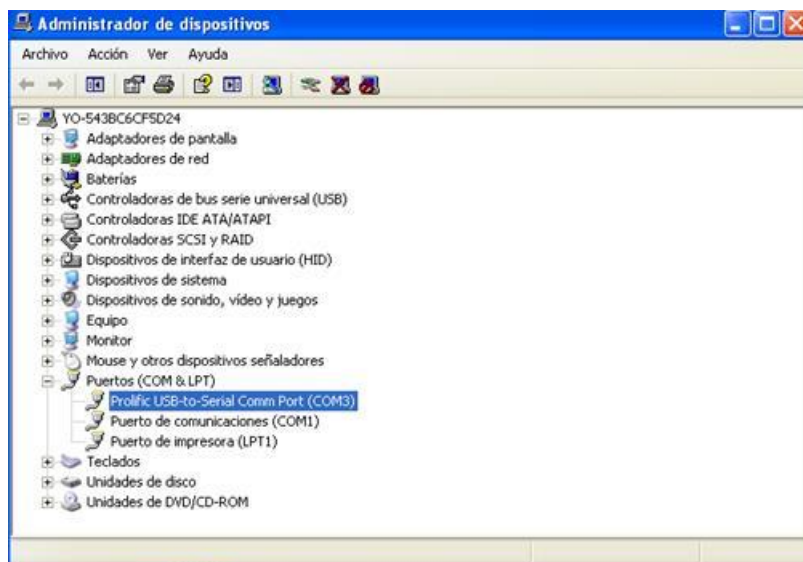 Administrador de dispositivos
Archivo Acción Ver Ayuda
YO-543BC6CF5D24
Adaptadores de pantalla
Adaptadores de red
Baterías
Controladoras de bus serie universal (USB)
Controladoras IDE ATA/ATAPI
Controladoras SCSI y RAID
Dispositivos de interfaz de usuario (HID)
Dispositivos de sistema
Dispositivos de sonido, vídeo y juegos
Equipo
Monitor
Mouse y otros dispositivos señaladores
Puertos (COM & LPT)
Prolific USB-to-Serial Comm Port (COM3)
Puerto de comunicaciones (COM1)
Puerto de impresora (LPT1)
Teclados
Unidades de disco
Unidades de DVD/CD-ROM